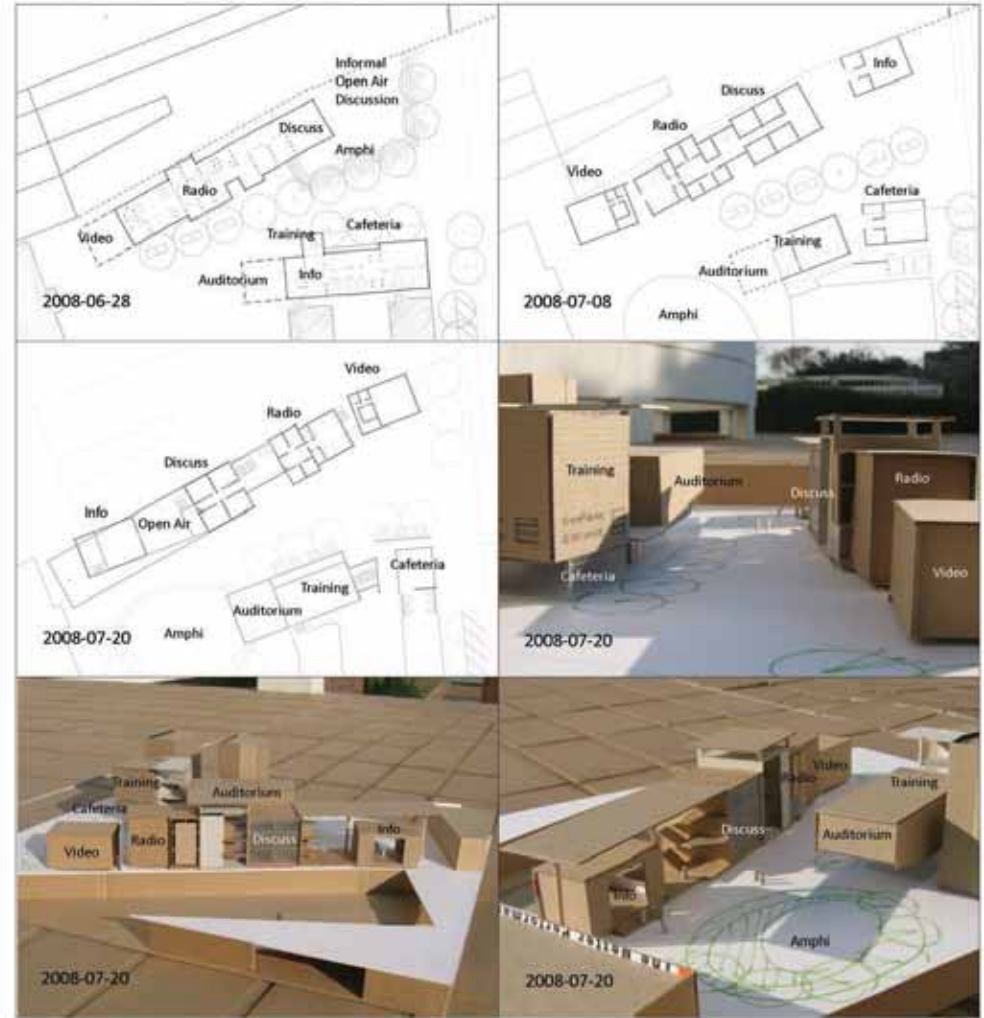 Informal
Open Air
Discussion
Discuss
Amphi
Radio
Cafeteria
Training
Video
Auditorium
Info
2008-06-28
Info
Discuss
Radio
Video
Cafeteria
Training
Auditorium
2008-07-08
Amphi
Video
Radio
Discuss
Info
Open Air
Cafeteria
Training
Auditorium
Amphi
2008-07-20
Training
Auditorium
Discuss
Radio
Cafeteria
Video
2008-07-20
Training
Auditorium
Cafeteria
Radio
Discuss
Info
Video
2008-07-20
Video
Radio
Training
Discuss
Auditorium
Info
Amphi
2008-07-20